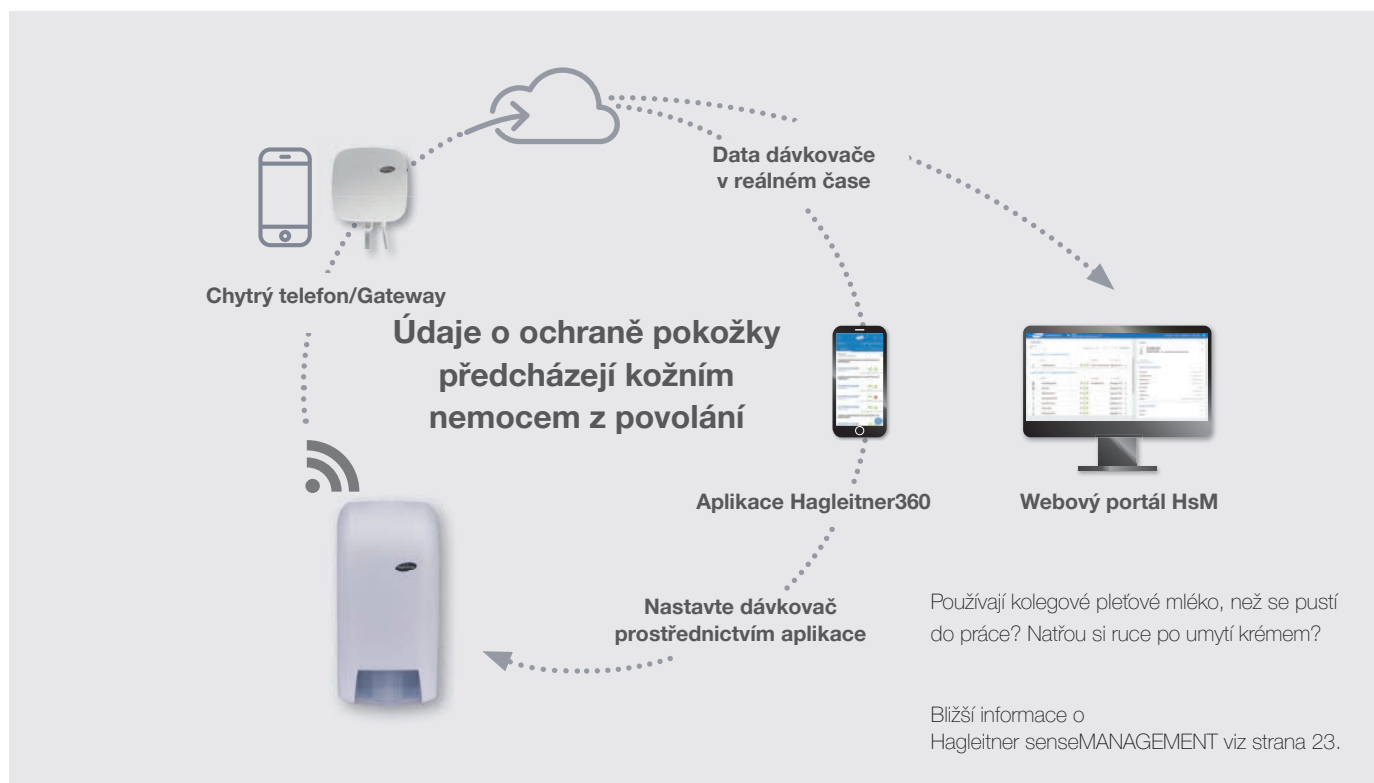 Data dávkovače
v reálném čase
Chytrý telefon/Gateway
Údaje o ochraně pokožky
předcházejí kožním
nemocem z povolání
Aplikace Hagleitner360
Webový portál HsM
Nastavte dávkovač
prostřednictvím aplikace
Používají kolegové pleťové mléko, než se pustí
do práce? Natřou si ruce po umytí krémem?
Bližší informace o
Hagleitner senseMANAGEMENT viz strana 23.